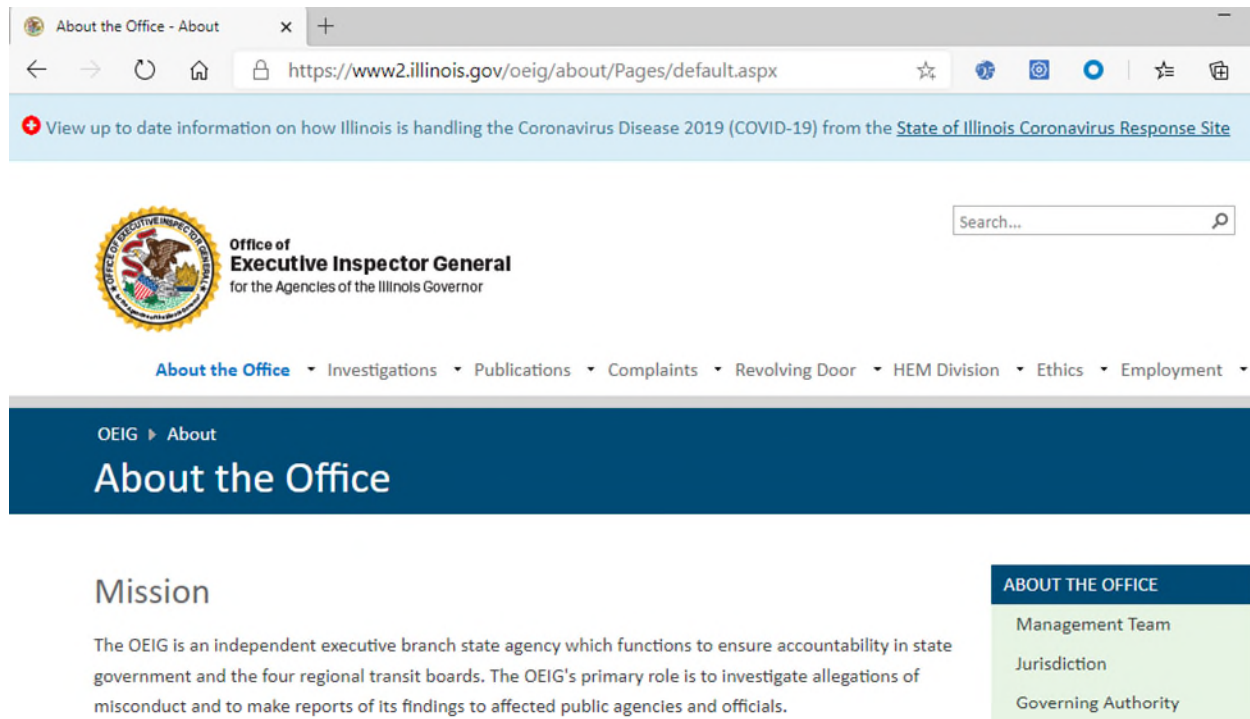 About the Office - About
https://www2.illinois.gov/oeig/about/Pages/default.aspx
View up to date information on how Illinois is handling the Coronavirus Disease 2019 (COVID-19) from the State of Illinois Coronavirus Response Site
Search...
OFFICE OF EXECUTIVE INSPECTOR GENERAL
Office of
Executive Inspector General
for the Agencies of the Illinois Governor
About the Office Investigations Publications Complaints Revolving Door HEM Division Ethics Employment
OEIG About
About the Office
Mission
The OEIG is an independent executive branch state agency which functions to ensure accountability in state
government and the four regional transit boards. The OEIG's primary role is to investigate allegations of
misconduct and to make reports of its findings to affected public agencies and officials.
ABOUT THE OFFICE
Management Team
Jurisdiction
Governing Authority